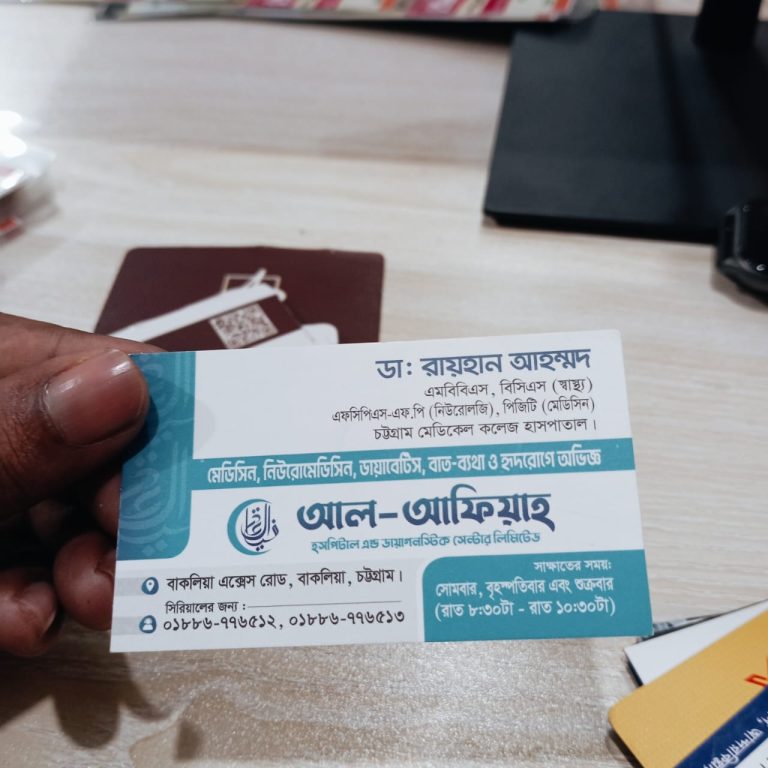 ডা: রায়হান আহম্মদ
এমবিবিএস, বিসিএস (স্বাস্থ্য)
এফসিপিএস-এফ.পি (নিউরোলজি), পিজিটি (মেডিসিন)
চট্টগ্রাম মেডিকেল কলেজ হাসপাতাল।
মেডিসিন, নিউরোমেডিসিন, ডায়াবেটিস, বাত-ব্যথা ও হৃদরোগে অভিজ্ঞ
আল-আফিয়াহ
হসপিটাল এন্ড ডায়াগনস্টিক সেন্টার লিমিটেড
বাকলিয়া এক্সেস রোড, বাকলিয়া, চট্টগ্রাম।
সিরিয়ালের জন্য :
০১৮৮৬-৭৭৬৫১২, ০১৮৮৬-৭৭৬৫১৩
সাক্ষাতের সময়:
সোমবার, বৃহস্পতিবার এবং শুক্রবার
(রাত ৮:৩০টা - রাত ১০:৩০টা)